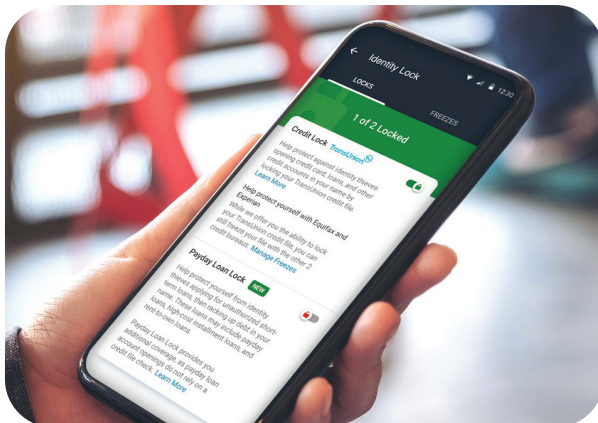 Identity Lock
12:30
LOCKS
FREEZES
1 of 2 Locked
Credit Lock TransUnion
Help protect against identity thieves
opening credit card, loans, and other
credit accounts in your name by
locking your TransUnion credit file.
Learn More
Help protect yourself with Equifax and
Experian
While we offer you the ability to lock
your TransUnion credit file, you can
still freeze your file with the other 2
credit bureaus. Manage Freezes
Payday Loan Lock NEW
Help protect yourself from identity
thieves applying for unauthorized short-
term loans, then racking up debt in your
name. These loans may include payday
loans, high-cost installment loans, and
rent-to-own loans.
Payday Loan Lock provides you
additional coverage, as payday loan
account openings do not rely on a
credit file check. Learn More